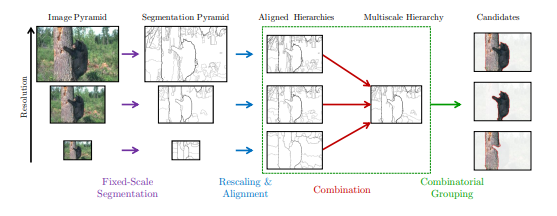 Image Pyramid
Segmentation Pyramid
Aligned Hierarchies
Multiscale Hierarchy
Candidates
Resolution
Fixed-Scale
Segmentation
Rescaling &
Alignment
Combination
Combinatorial
Grouping